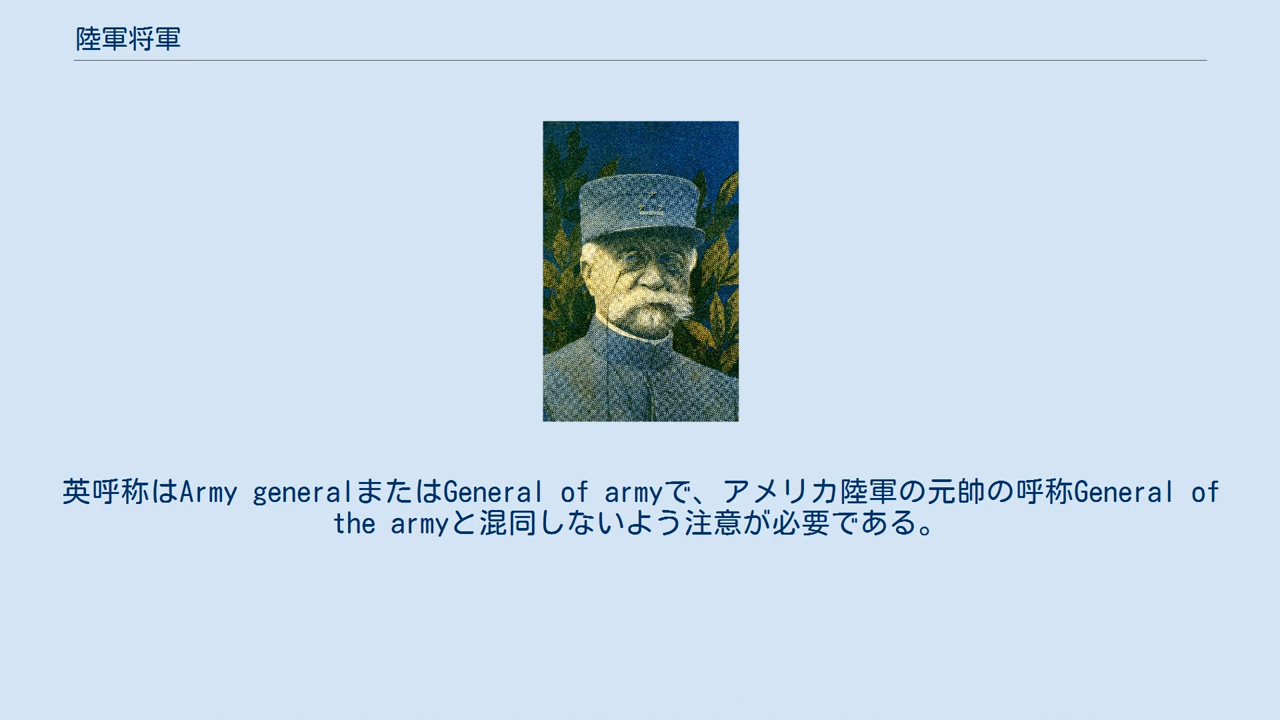 陸軍将軍
英呼称はArmy generalまたはGeneral of armyで、アメリカ陸軍の元帥の呼称General of
the armyと混同しないよう注意が必要である。